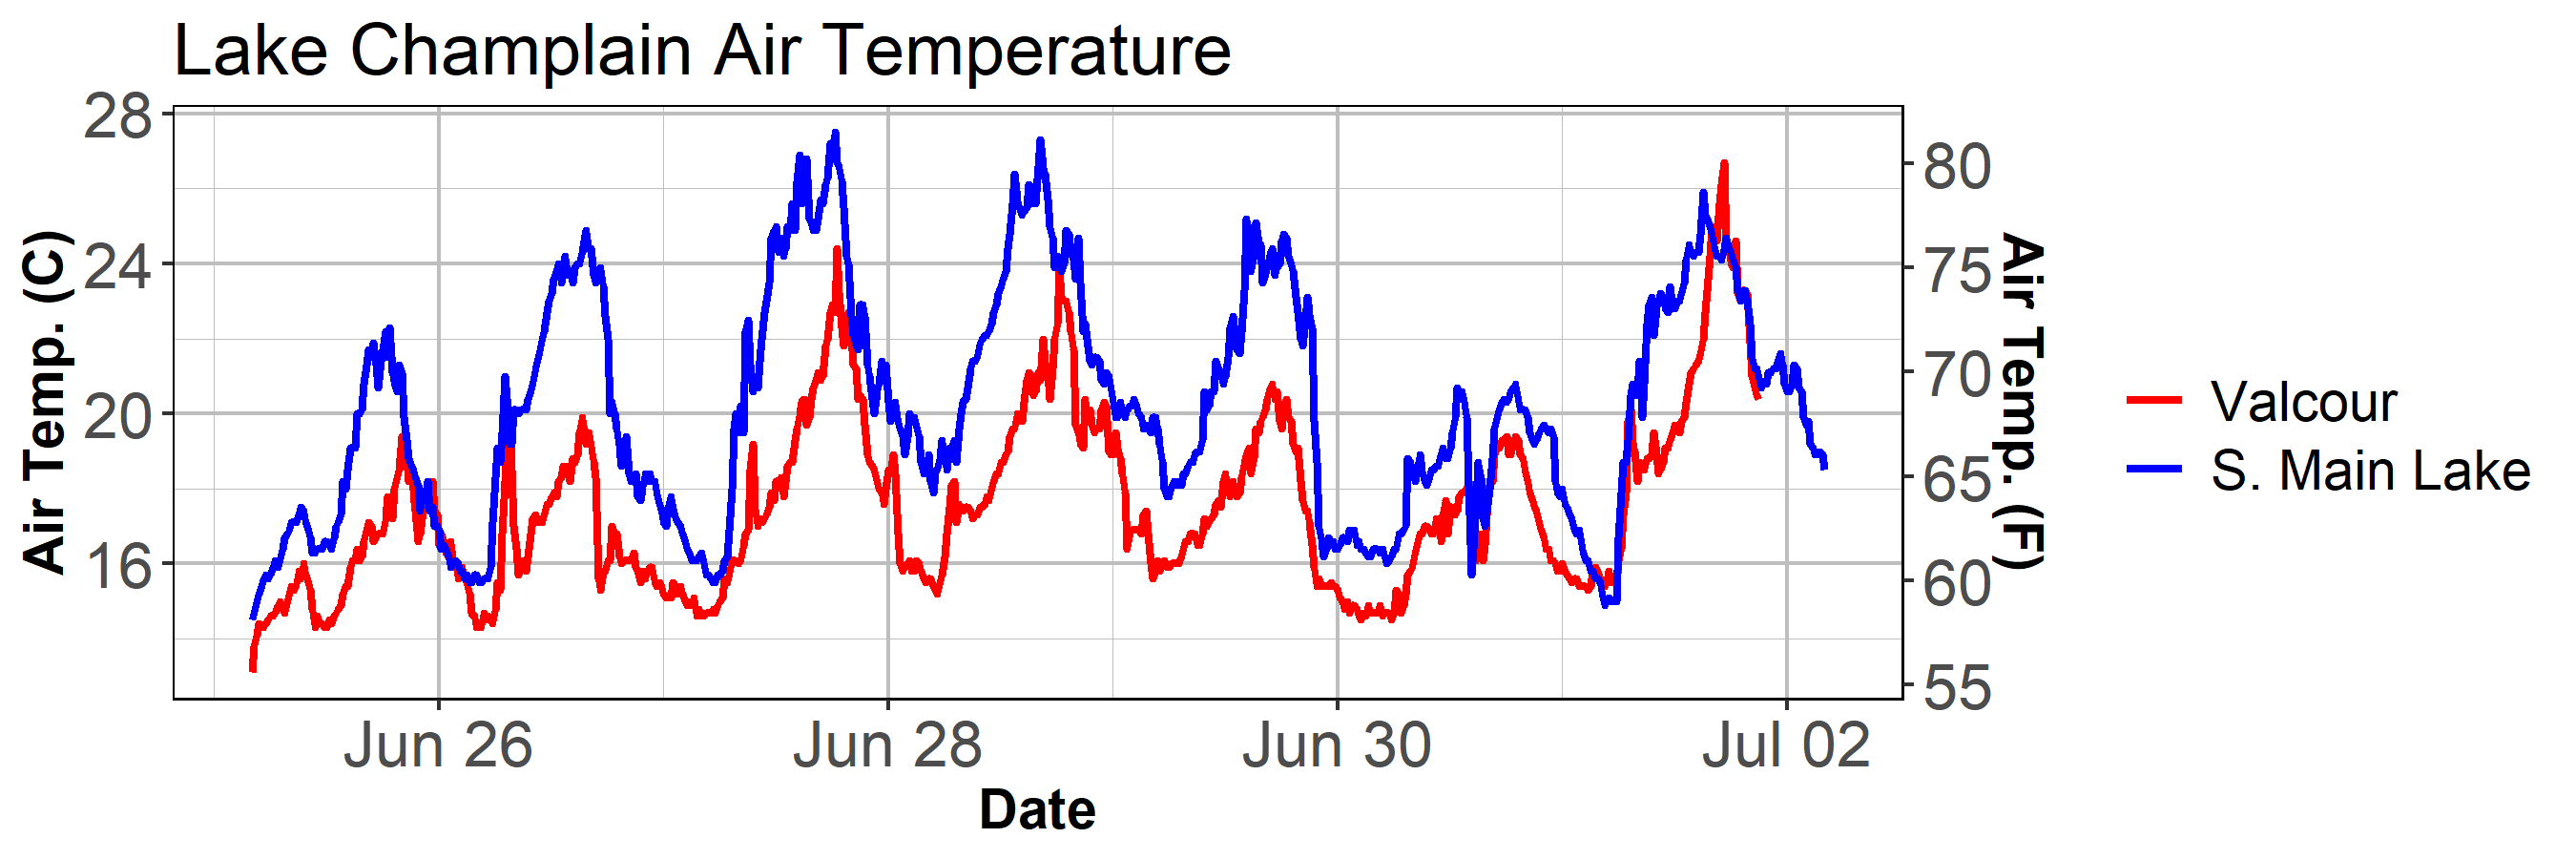 Lake Champlain Air Temperature
28
24
20
16
Air Temp. (C)
80
75
70
65
60
55
Air Temp. (F)
Jun 26
Jun 28
Jun 30
Jul 02
Date
Valcour
S. Main Lake